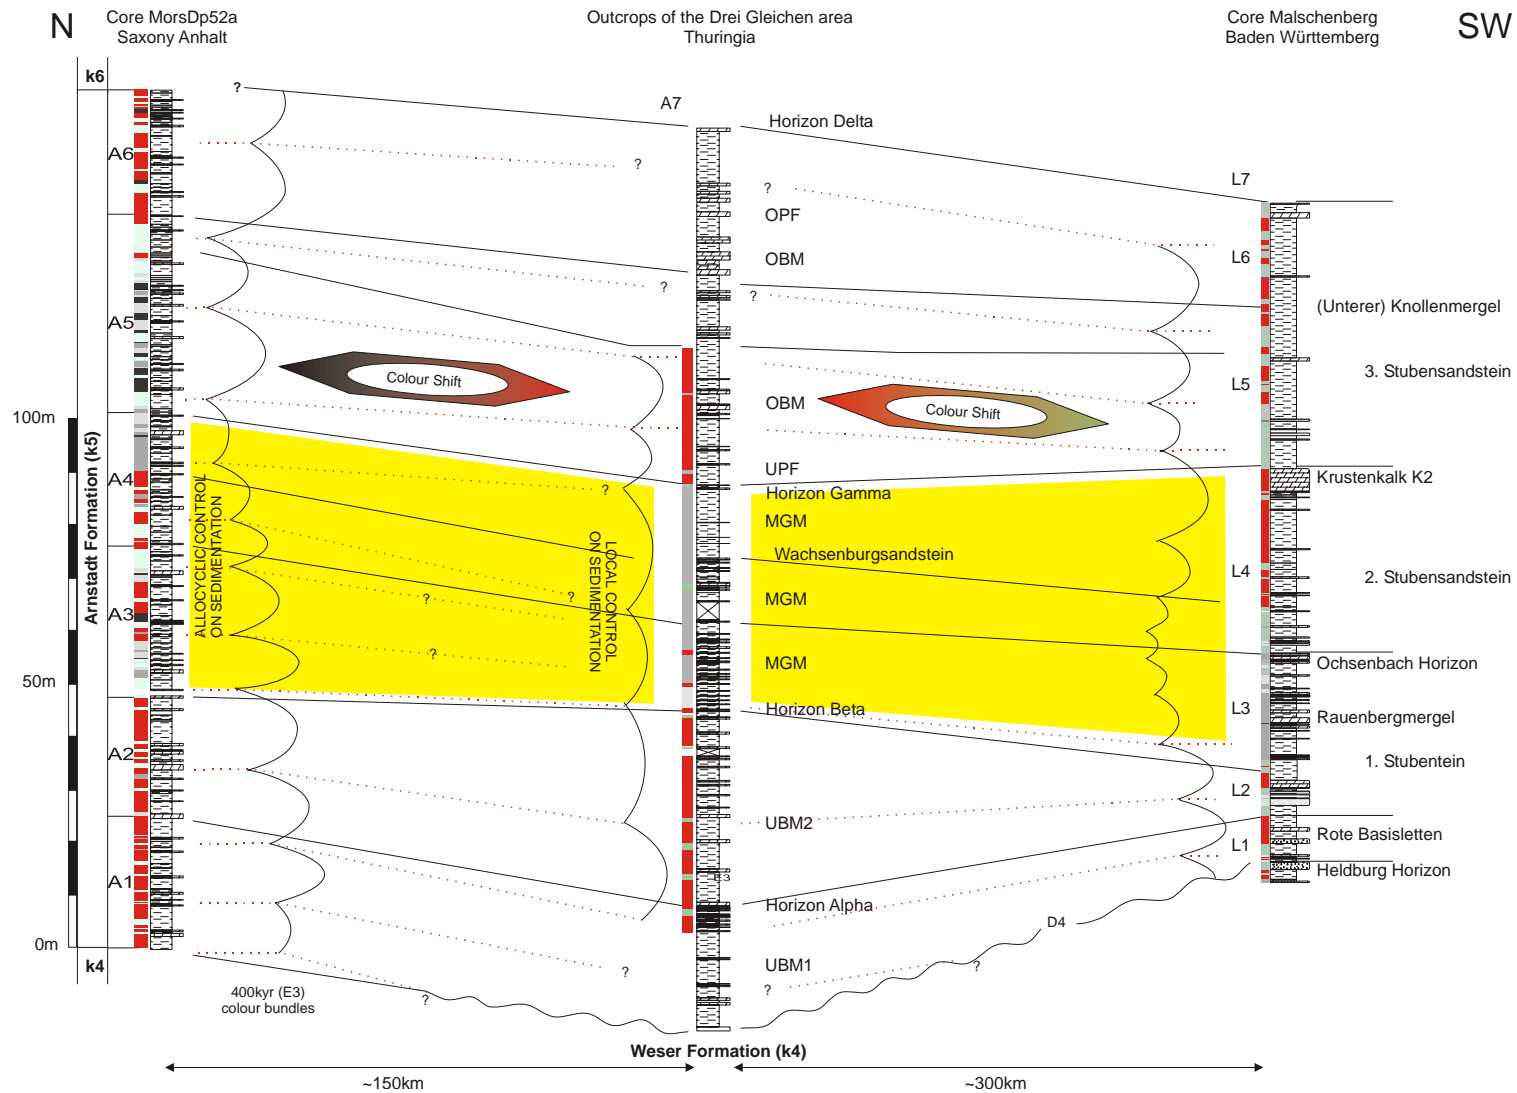 N
Core MorsDp52a
Saxony Anhalt
Outcrops of the Drei Gleichen area
Thuringia
Core Malschenberg
Baden Württemberg
SW
k6
?
A7
Horizon Delta
A6
?
?
L7
OPF
OBM
L6
?
?
(Unterer) Knollenmergel
A5
Colour Shift
3. Stubensandstein
L5
OBM
Colour Shift
100m
Arnstadt Formation (k5)
A4
ALLOCYCLIC CONTROL
ON SEDIMENTATION
?
LOCAL CONTROL
ON SEDIMENTATION
UPF
Horizon Gamma
Krustenkalk K2
MGM
Wachsenburgsandstein
L4
2. Stubensandstein
?
?
MGM
A3
?
MGM
Ochsenbach Horizon
50m
Horizon Beta
L3
Rauenbergmergel
A2
1. Stubentein
L2
UBM2
Rote Basisletten
L1
A1
E3
Heldburg Horizon
Horizon Alpha
D4
0m
k4
?
UBM1
?
?
?
400kyr (E3)
colour bundles
Weser Formation (k4)
~150km
~300km